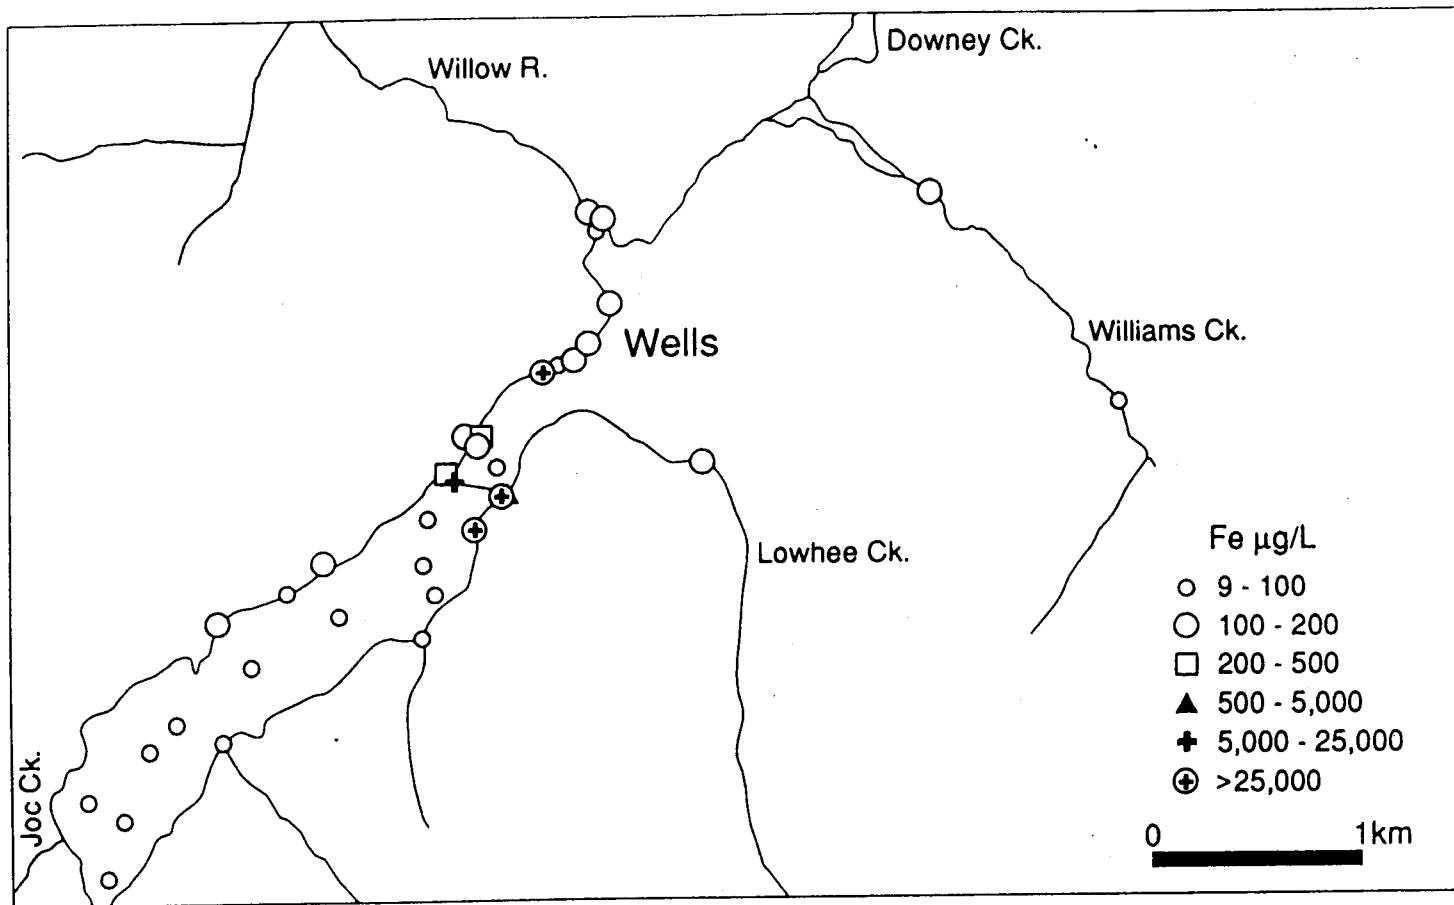 Downey Ck.
Willow R.
Wells
Williams Ck.
Lowhee Ck.
Joc Ck.
Fe µg/L
9 - 100
100 - 200
200 - 500
500 - 5,000
5,000 - 25,000
>25,000
0 1km